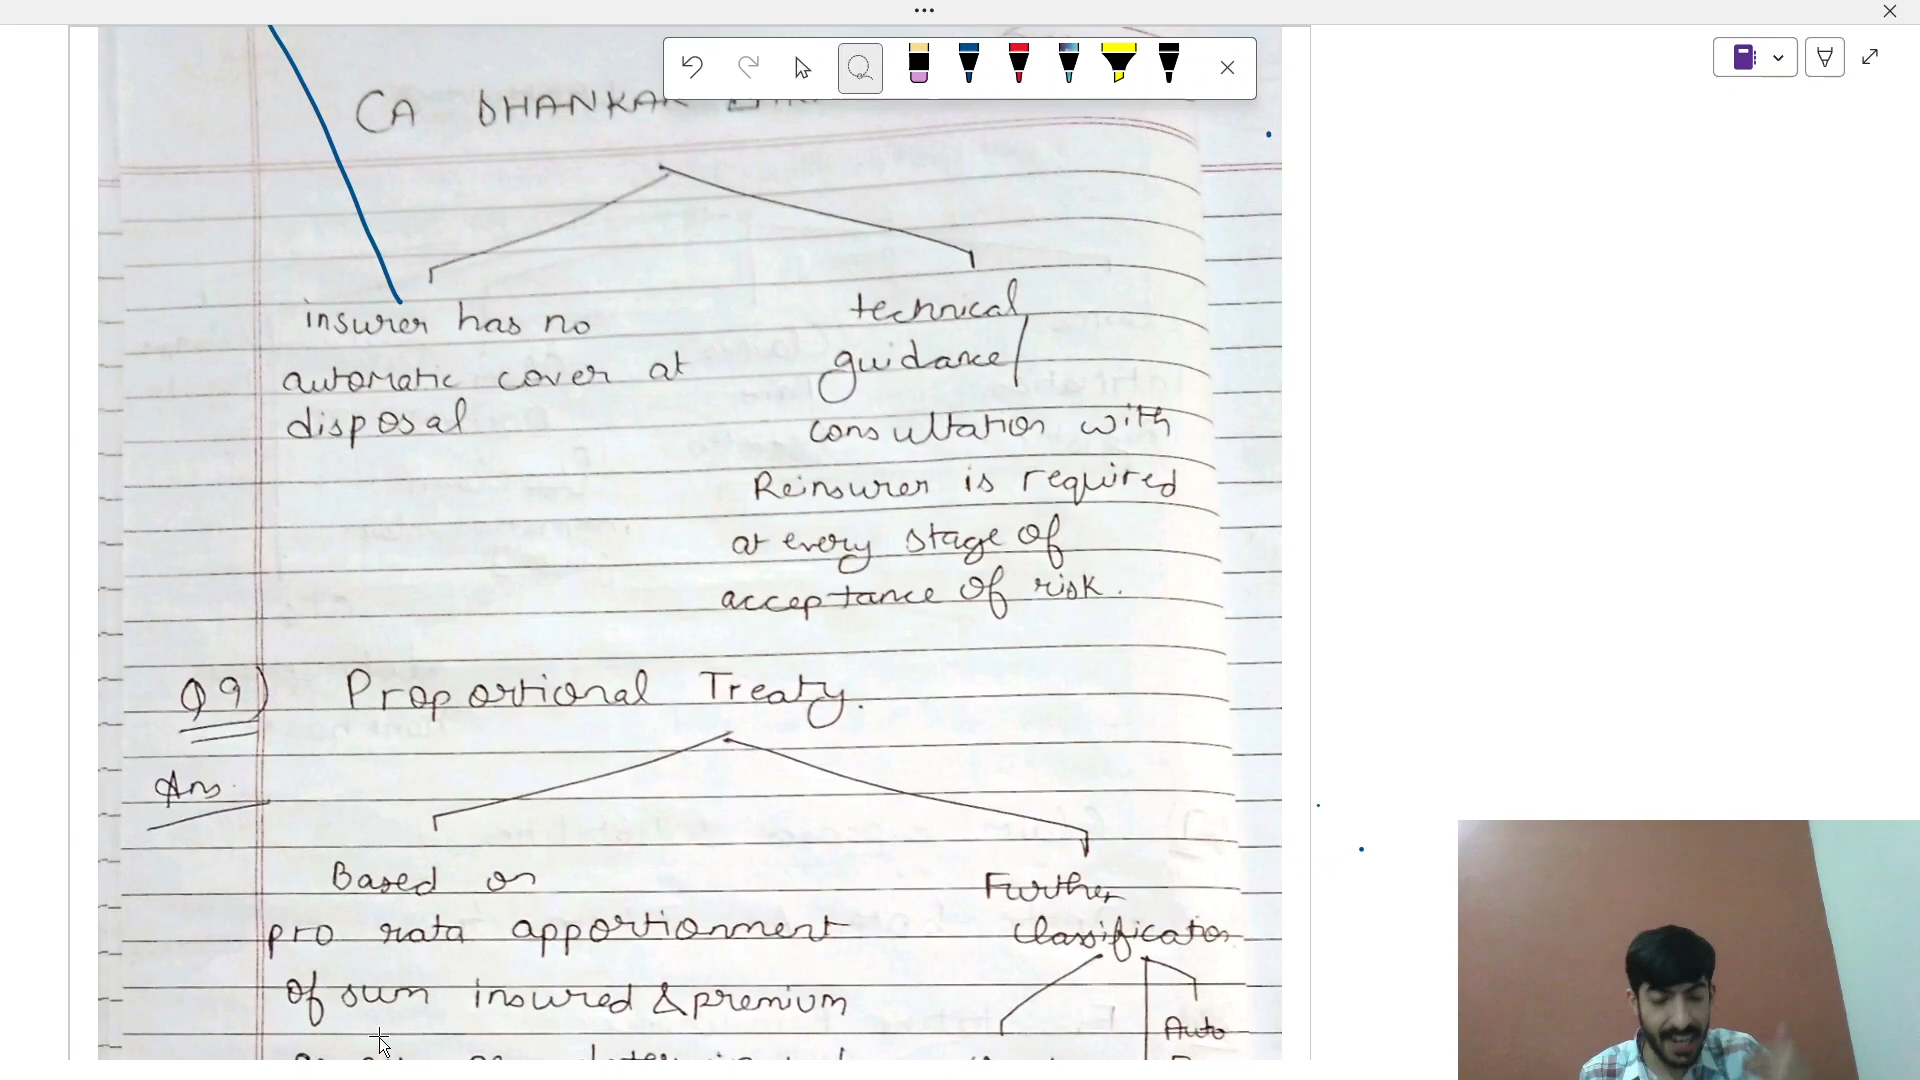 CA DHANKAR
insurer has no
automatic cover at
disposal
technical
guidance/
consultation with
Reinsurer is required
at every stage of
acceptance of risk.
Q9) Proportional Treaty.
Ans.
Based on
pro rata apportionment
of sum insured & premium
Further
Classification
Auto